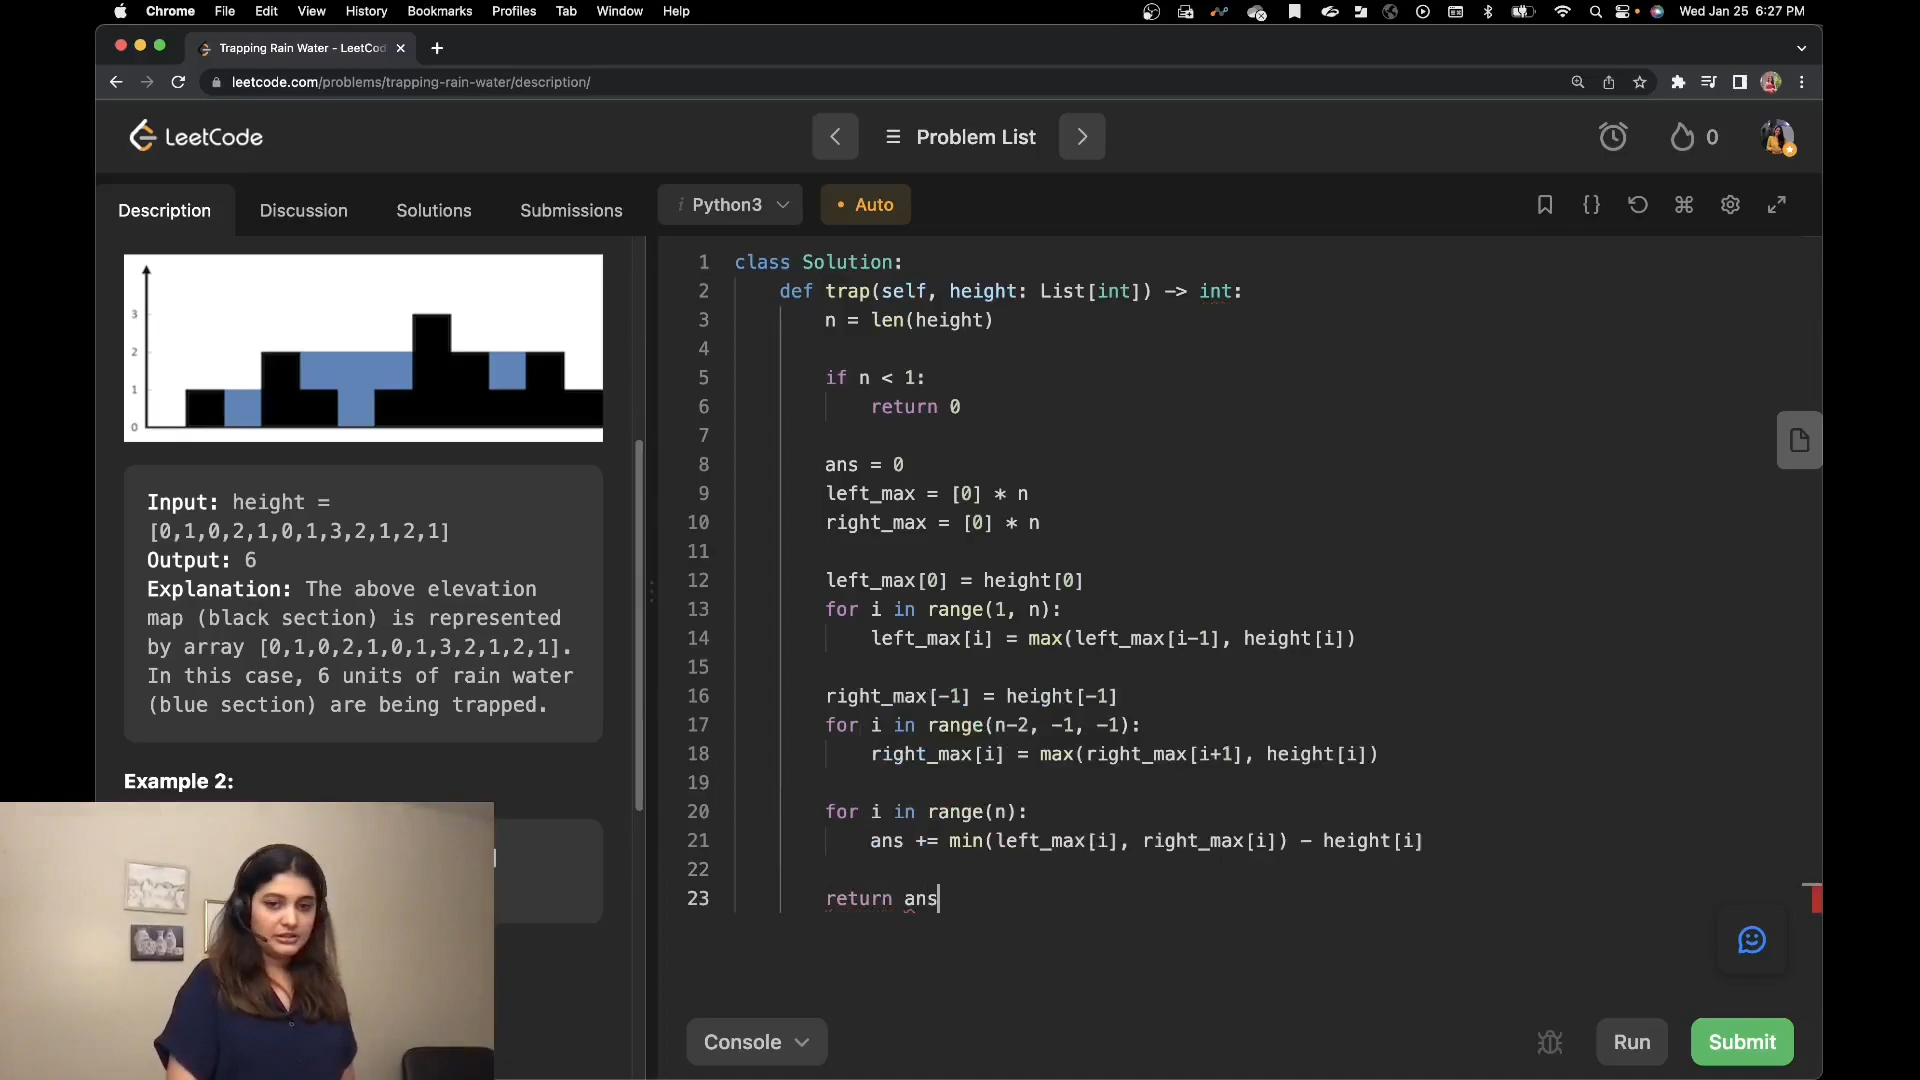 Chrome File Edit View History Bookmarks Profiles Tab Window Help Wed Jan 25 6:27 PM
Trapping Rain Water - LeetCod
leetcode.com/problems/trapping-rain-water/description/
LeetCode
Problem List
0
Description Discussion Solutions Submissions
i Python3 • Auto
3
2
1
0
Input: height =
[0,1,0,2,1,0,1,3,2,1,2,1]
Output: 6
Explanation: The above elevation
map (black section) is represented
by array [0,1,0,2,1,0,1,3,2,1,2,1].
In this case, 6 units of rain water
(blue section) are being trapped.
Example 2:
1 class Solution:
2 def trap(self, height: List[int]) -> int:
3 n = len(height)
4
5 if n < 1:
6 return 0
7
8 ans = 0
9 left_max = [0] * n
10 right_max = [0] * n
11
12 left_max[0] = height[0]
13 for i in range(1, n):
14 left_max[i] = max(left_max[i-1], height[i])
15
16 right_max[-1] = height[-1]
17 for i in range(n-2, -1, -1):
18 right_max[i] = max(right_max[i+1], height[i])
19
20 for i in range(n):
21 ans += min(left_max[i], right_max[i]) - height[i]
22
23 return ans
Console
Run
Submit